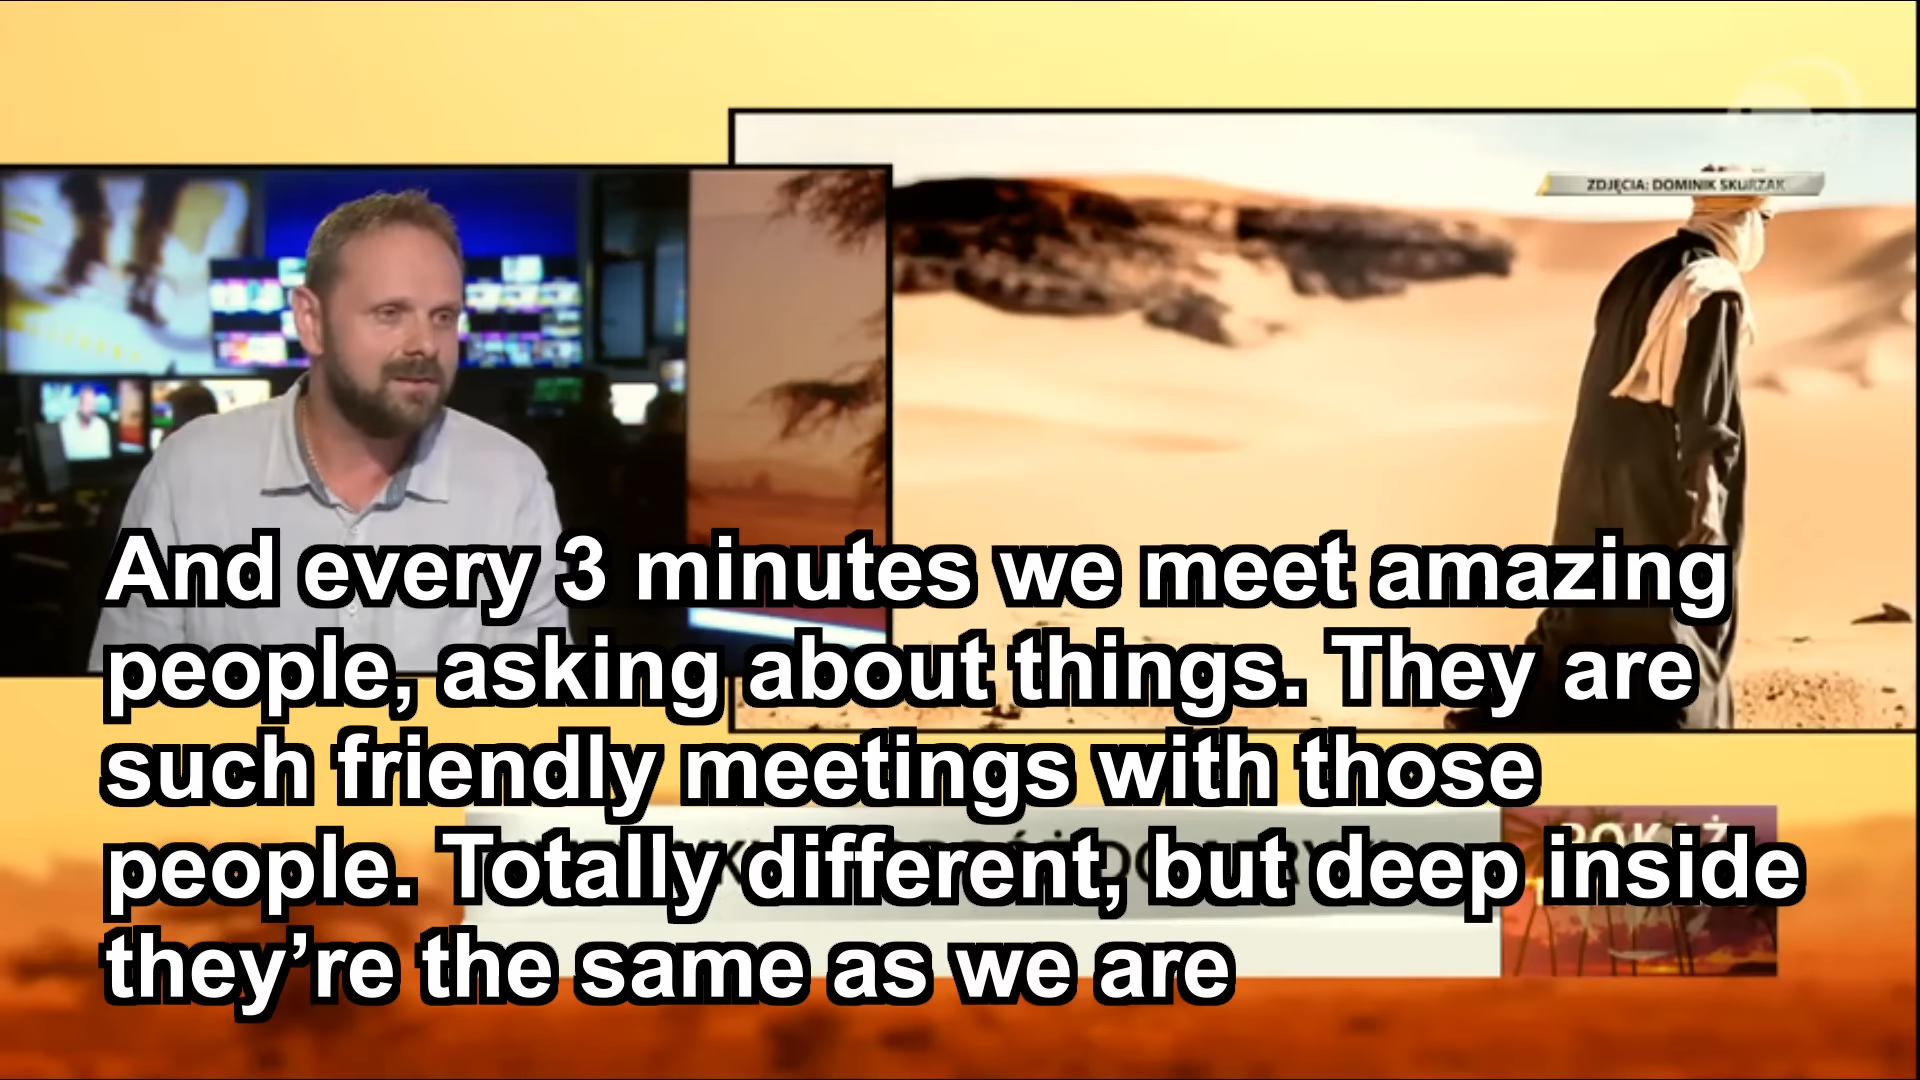 ZDJĘCIA: DOMINIK SKURZAK
And every 3 minutes we meet amazing
people, asking about things. They are
such friendly meetings with those
people. Totally different, but deep inside
they’re the same as we are
POKAŻ